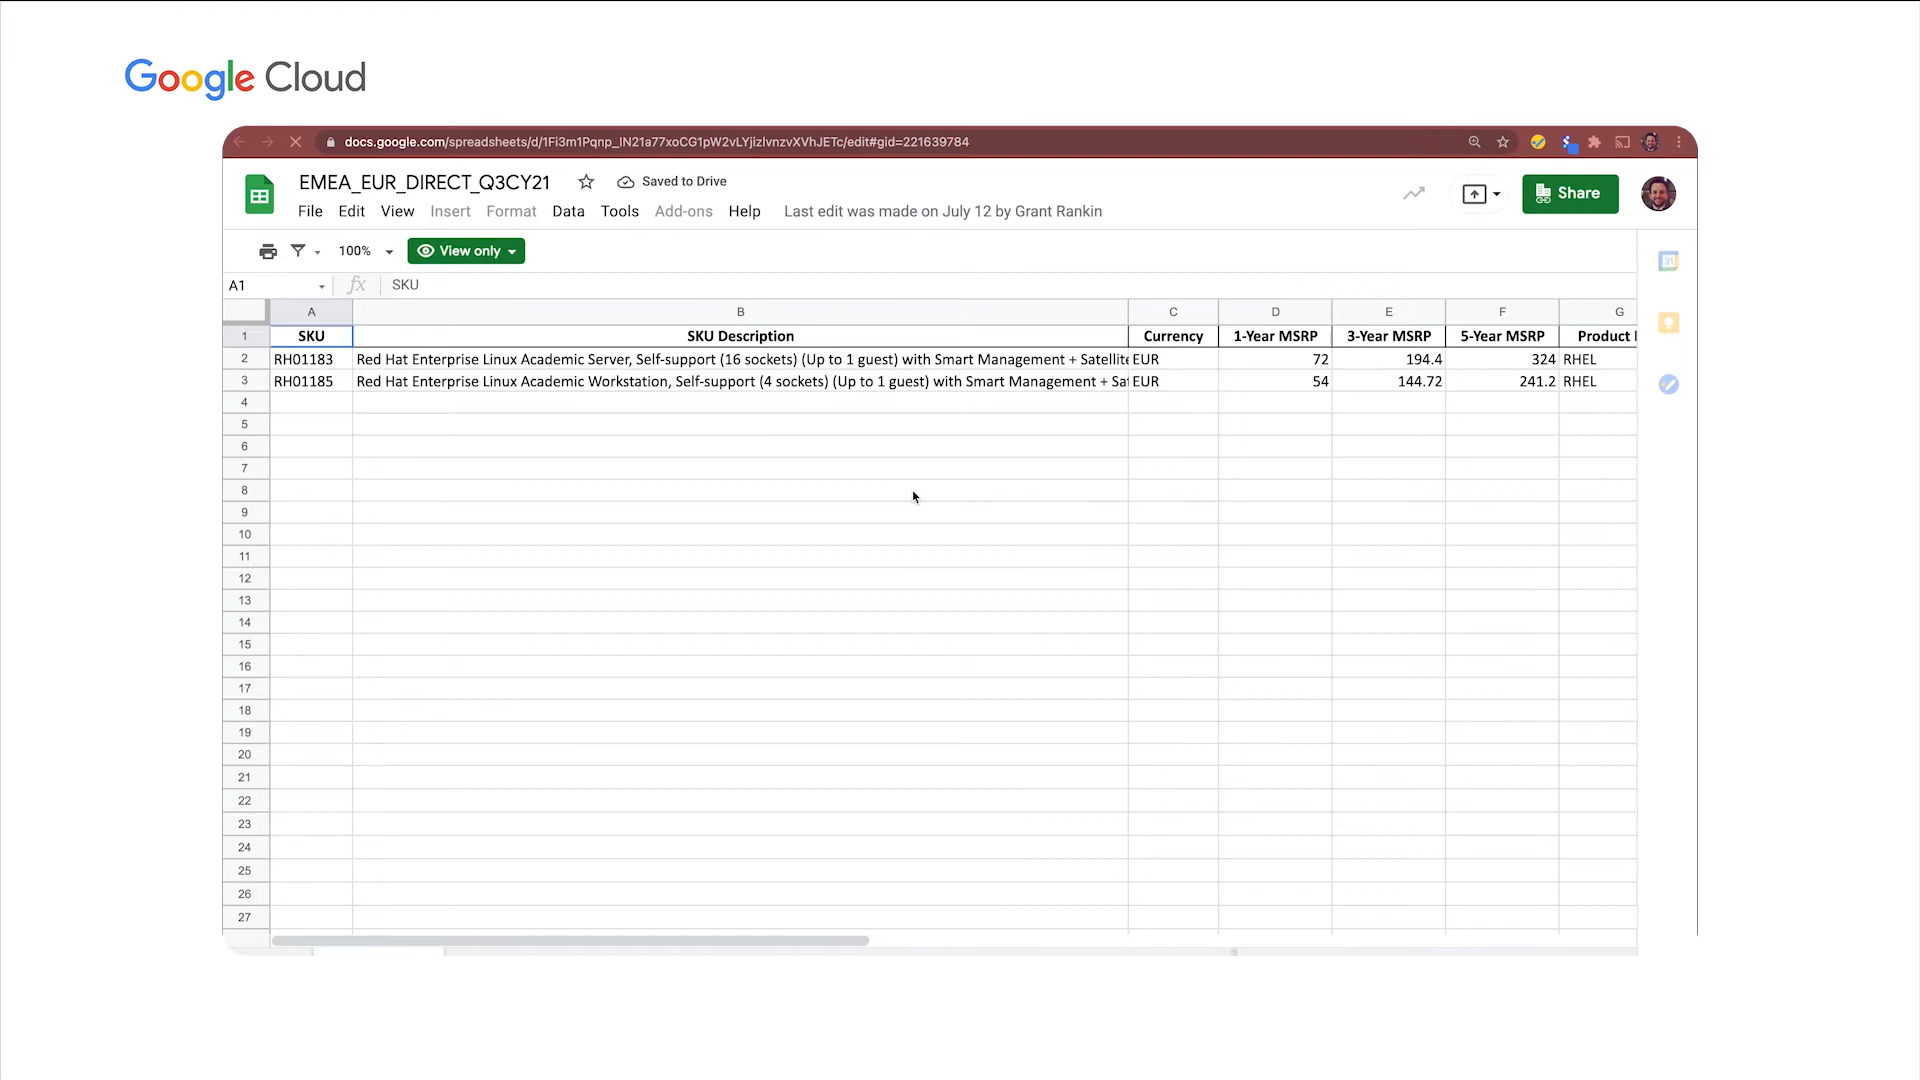 Google Cloud
docs.google.com/spreadsheets/d/1Fi3m1Pqnp_IN21a77xoCG1pW2vLYjizlvnzvXVhJETc/edit#gid=221639784
EMEA_EUR_DIRECT_Q3CY21
Saved to Drive
Share
File Edit View Insert Format Data Tools Add-ons Help Last edit was made on July 12 by Grant Rankin
100% View only
31
A1 fx SKU
A B C D E F G
1 SKU SKU Description Currency 1-Year MSRP 3-Year MSRP 5-Year MSRP Product
2 RH01183 Red Hat Enterprise Linux Academic Server, Self-support (16 sockets) (Up to 1 guest) with Smart Management + Satellite EUR 72 194.4 324 RHEL
3 RH01185 Red Hat Enterprise Linux Academic Workstation, Self-support (4 sockets) (Up to 1 guest) with Smart Management + Sat EUR 54 144.72 241.2 RHEL
4
5
6
7
8
9
10
11
12
13
14
15
16
17
18
19
20
21
22
23
24
25
26
27